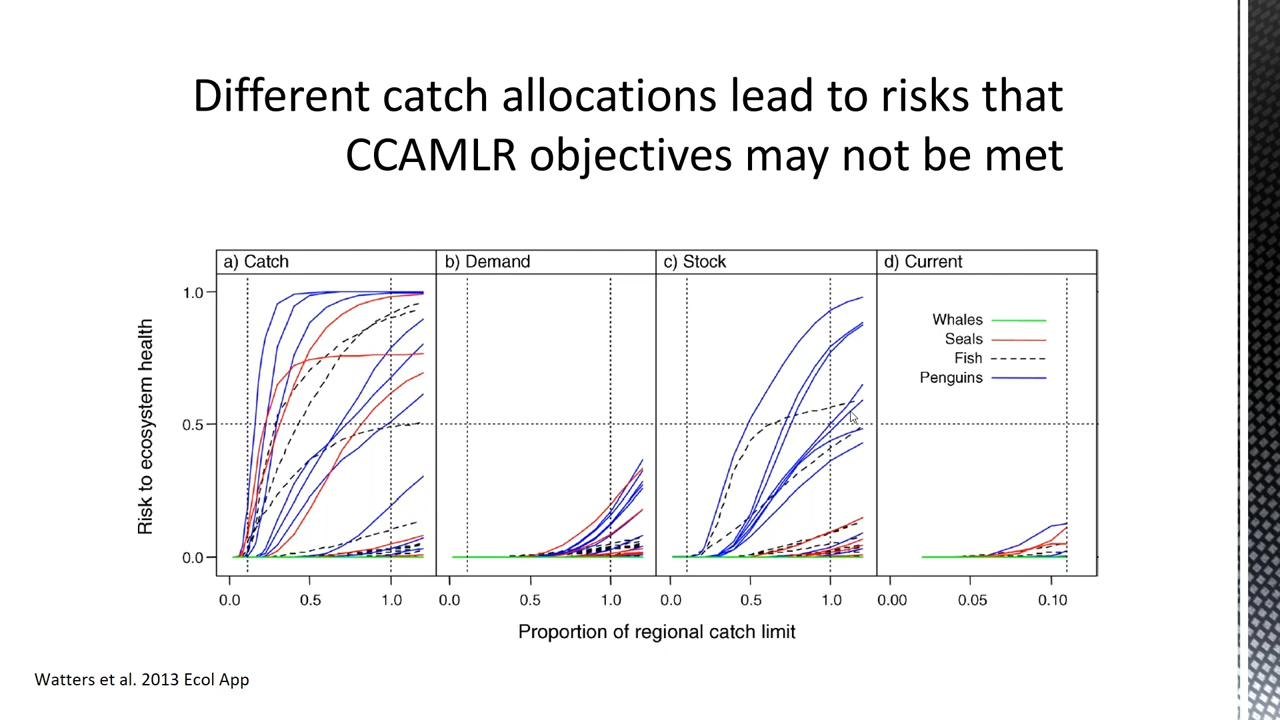 Different catch allocations lead to risks that
CCAMLR objectives may not be met
a) Catch
b) Demand
c) Stock
d) Current
Risk to ecosystem health
1.0
0.5
0.0
Whales
Seals
Fish
Penguins
0.0 0.5 1.0
0.0 0.5 1.0
0.0 0.5 1.0
0.00 0.05 0.10
Proportion of regional catch limit
Watters et al. 2013 Ecol App